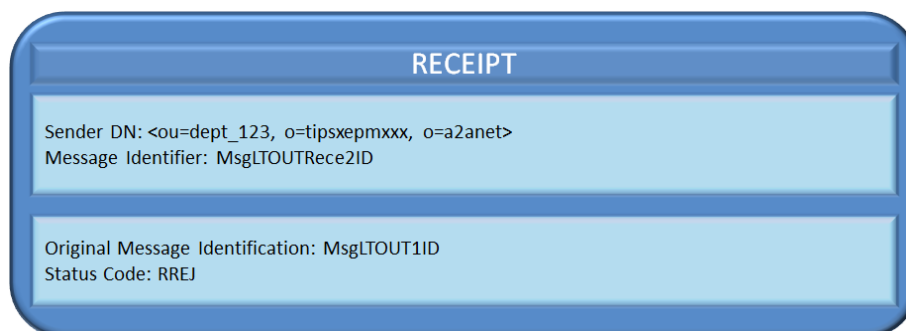 RECEIPT
Sender DN: <ou=dept_123, o=tipsxepmxxx, o=a2anet>
Message Identifier: MsgLTOUTRece2ID
Original Message Identification: MsgLTOUT1ID
Status Code: RREJ